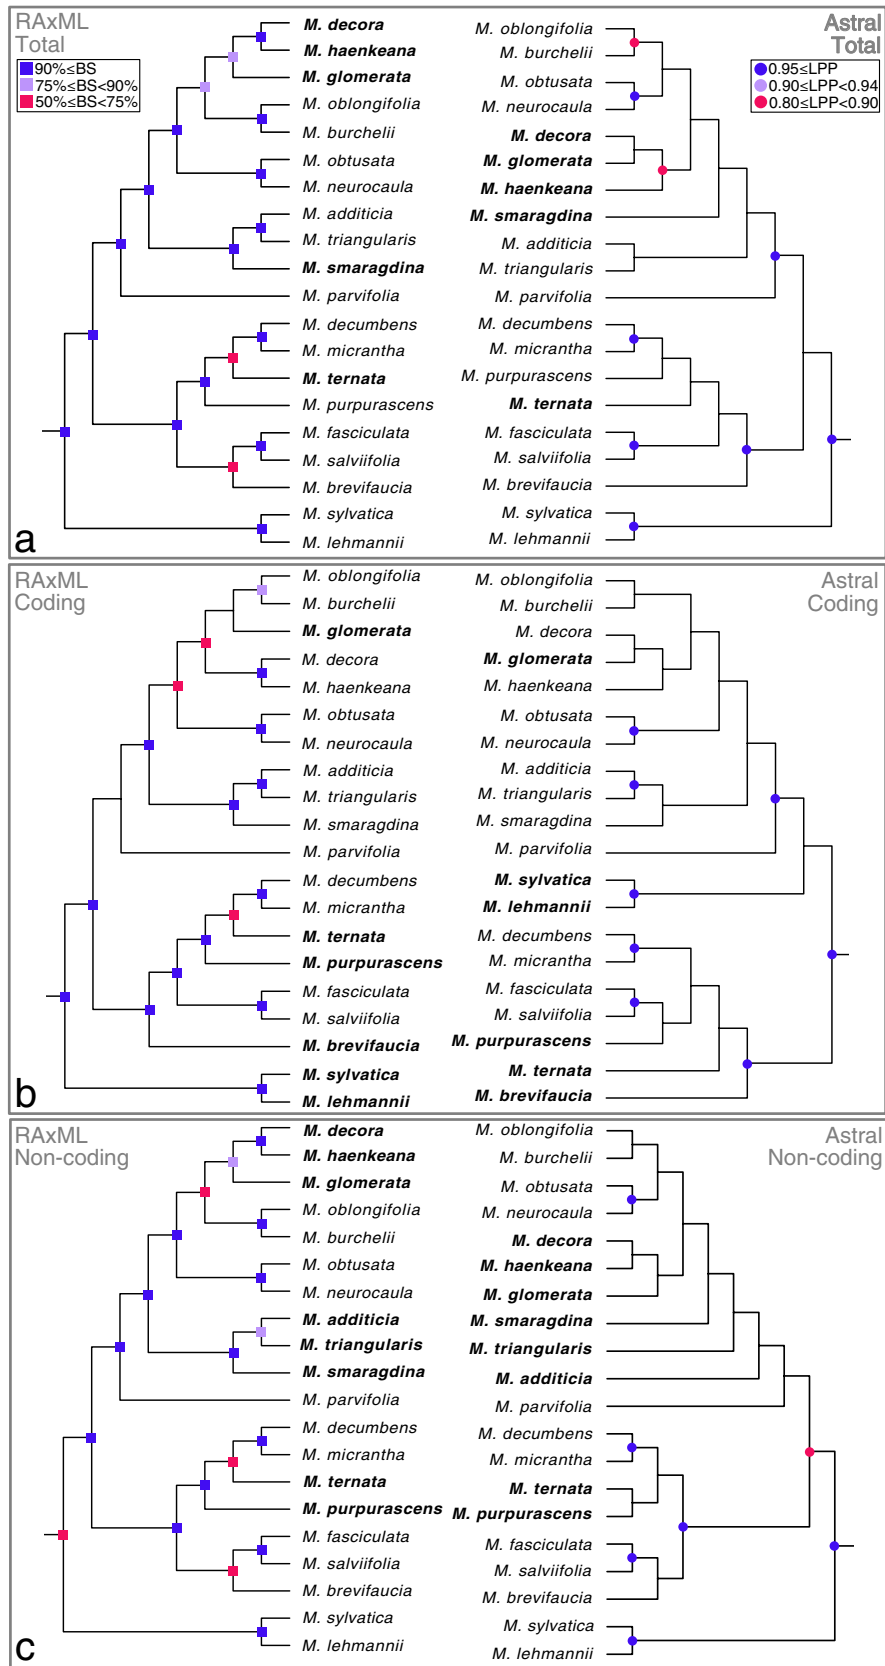 RAxML
Total
90%≤BS
75%≤BS<90%
50%≤BS<75%
M. decora
M. haenkeana
M. glomerata
M. oblongifolia
M. burchelii
M. obtusata
M. neurocaula
M. additicia
M. triangularis
M. smaragdina
M. parvifolia
M. decumbens
M. micrantha
M. ternata
M. purpurascens
M. fasciculata
M. salviifolia
M. brevifaucia
M. sylvatica
M. lehmannii
a
Astral
Total
0.95≤LPP
0.90≤LPP<0.94
0.80≤LPP<0.90
M. oblongifolia
M. burchelii
M. obtusata
M. neurocaula
M. decora
M. glomerata
M. haenkeana
M. smaragdina
M. additicia
M. triangularis
M. parvifolia
M. decumbens
M. micrantha
M. purpurascens
M. ternata
M. fasciculata
M. salviifolia
M. brevifaucia
M. sylvatica
M. lehmannii
RAxML
Coding
M. oblongifolia
M. burchelii
M. glomerata
M. decora
M. haenkeana
M. obtusata
M. neurocaula
M. additicia
M. triangularis
M. smaragdina
M. parvifolia
M. decumbens
M. micrantha
M. ternata
M. purpurascens
M. fasciculata
M. salviifolia
M. brevifaucia
M. sylvatica
M. lehmannii
b
Astral
Coding
M. oblongifolia
M. burchelii
M. decora
M. glomerata
M. haenkeana
M. obtusata
M. neurocaula
M. additicia
M. triangularis
M. smaragdina
M. parvifolia
M. sylvatica
M. lehmannii
M. decumbens
M. micrantha
M. fasciculata
M. salviifolia
M. purpurascens
M. ternata
M. brevifaucia
RAxML
Non-coding
M. decora
M. haenkeana
M. glomerata
M. oblongifolia
M. burchelii
M. obtusata
M. neurocaula
M. additicia
M. triangularis
M. smaragdina
M. parvifolia
M. decumbens
M. micrantha
M. ternata
M. purpurascens
M. fasciculata
M. salviifolia
M. brevifaucia
M. sylvatica
M. lehmannii
c
Astral
Non-coding
M. oblongifolia
M. burchelii
M. obtusata
M. neurocaula
M. decora
M. haenkeana
M. glomerata
M. smaragdina
M. triangularis
M. additicia
M. parvifolia
M. decumbens
M. micrantha
M. ternata
M. purpurascens
M. fasciculata
M. salviifolia
M. brevifaucia
M. sylvatica
M. lehmannii